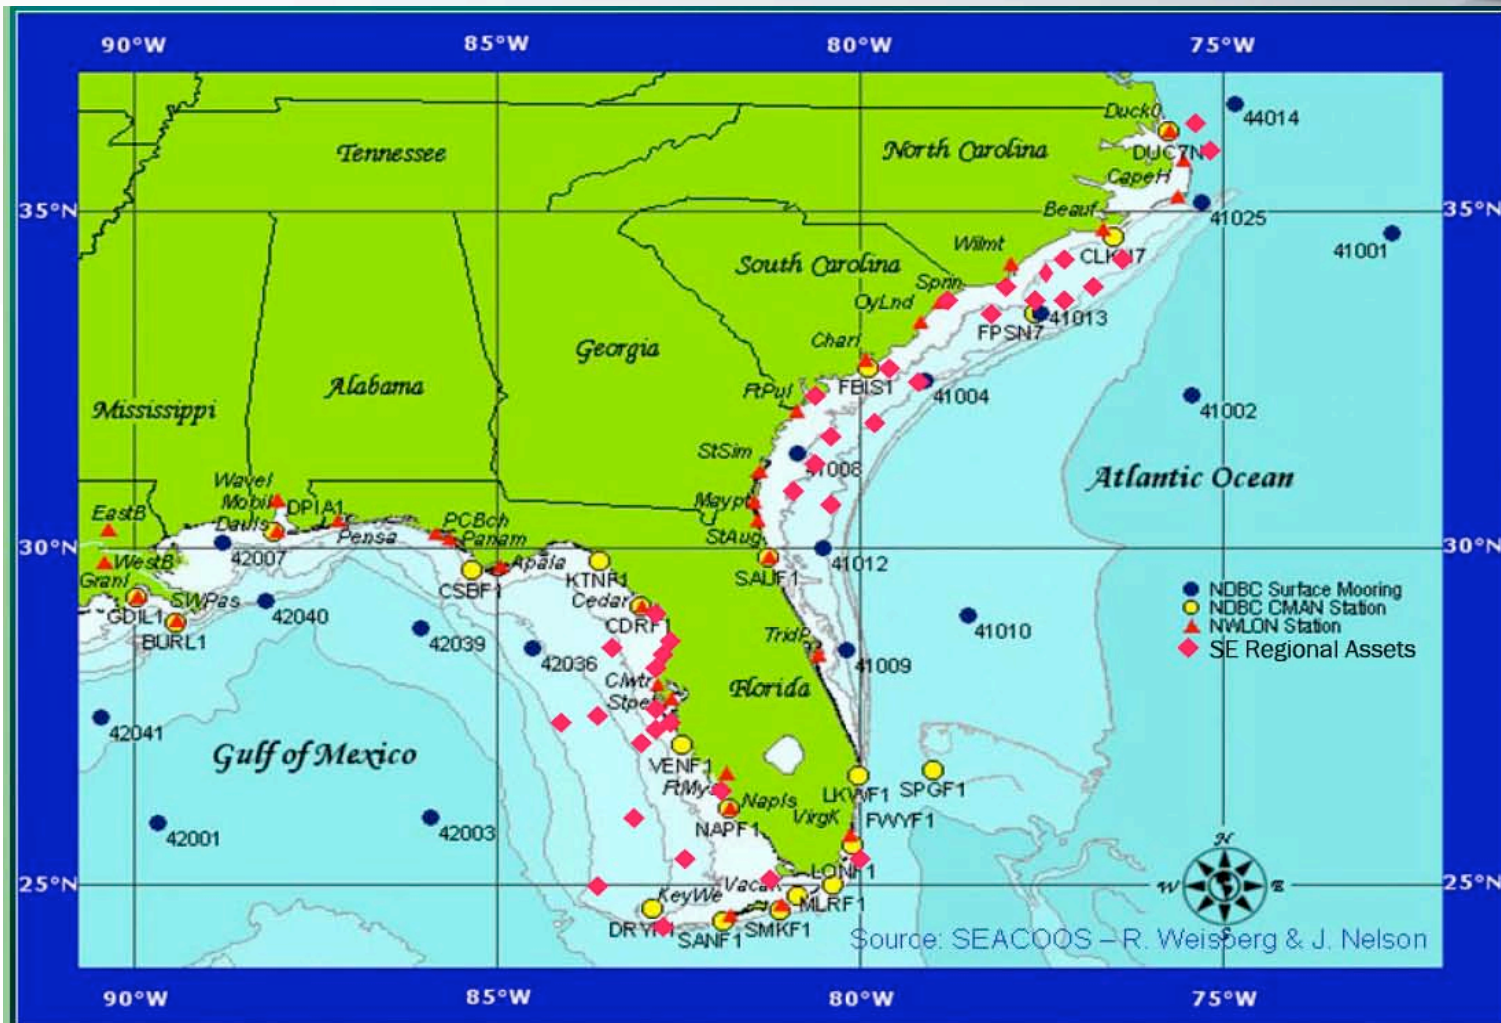 90°W 85°W 80°W 75°W
Duck0
44014
Tennessee
North Carolina
DUC7N
CapeH
35°N
Beauf
41025
35°N
Wilmt
41001
CLKN7
South Carolina
Sprin
OyLnd
41013
FPSN7
Charl
Georgia
FBIS1
Alabama
FtPul
41004
Mississippi
41002
StSim
41008
Atlantic Ocean
Wavel
Mobil
DPIA1
Maypt
EastB
Dauls
PCBch
Pensa
Panam
StAug
30°N
WestB
42007
Apala
41012
GranI
CSBF1
KTNF1
SAUF1
NDBC Surface Mooring
SWPas
Cedar
NDBC CMAN Station
GDIL1
42040
CDRF1
NWLON Station
BURL1
42039
TridP
41010
SE Regional Assets
42036
41009
Clwtr
Florida
Stpet
42041
Gulf of Mexico
VENF1
FtMys
Napls
LKWF1
SPGF1
42001
42003
NAPF1
VirgK
FWYF1
N
LONF1
25°N
KeyWe
Vaca
W
E
25°N
MLRF1
DRYF1
SANF1
SMKF1
S
Source: SEACOOS – R. Weisberg & J. Nelson
90°W 85°W 80°W 75°W